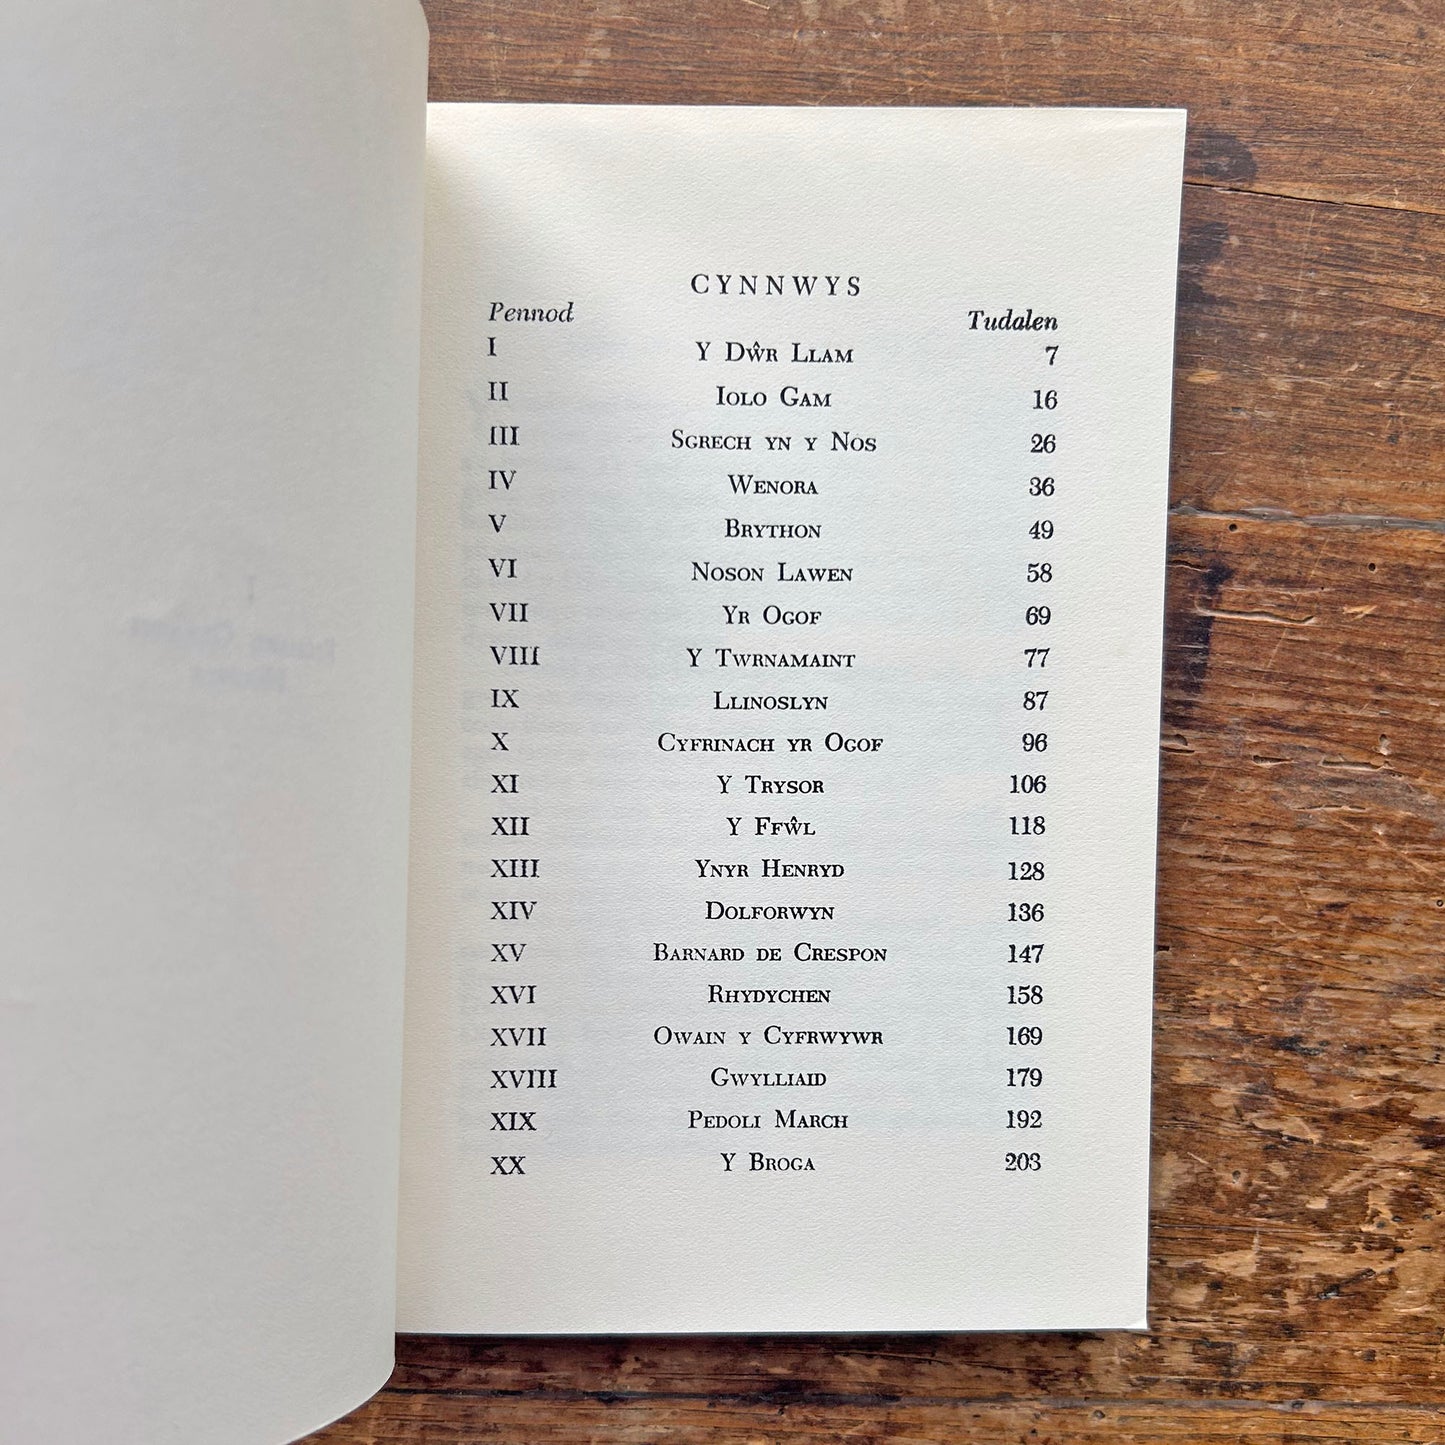 CYNNWYS
Pennod Tudalen
I Y DŴR LLAM 7
II IOLO GAM 16
III SGRECH YN Y NOS 26
IV WENORA 36
V BRYTHON 49
VI NOSON LAWEN 58
VII YR OGOF 69
VIII Y TWRNAMAINT 77
IX LLINOSLYN 87
X CYFRINACH YR OGOF 96
XI Y TRYSOR 106
XII Y FFŴL 118
XIII YNYR HENRYD 128
XIV DOLFORWYN 136
XV BARNARD DE CRESPON 147
XVI RHYDYCHEN 158
XVII OWAIN Y CYFRWYWR 169
XVIII GWYLLIAID 179
XIX PEDOLI MARCH 192
XX Y BROGA 203